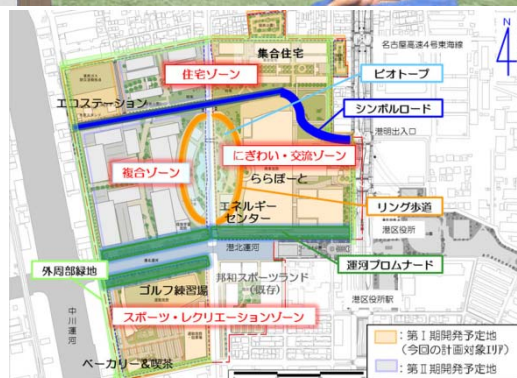 名古屋高速4号東海線
N
集合住宅
住宅ゾーン
ビオトープ
エコステーション
シンボルロード
港明出入口
複合ゾーン
にぎわい・交流ゾーン
ららぽーと
エネルギー
センター
リング歩道
港区役所
港北運河
運河プロムナード
外周部緑地
邦和スポーツランド
(既存)
ゴルフ練習場
港区役所駅
中川運河
スポーツ・レクリエーションゾーン
ベーカリー&喫茶
:第Ⅰ期開発予定地
(今回の計画対象エリア)
:第Ⅱ期開発予定地